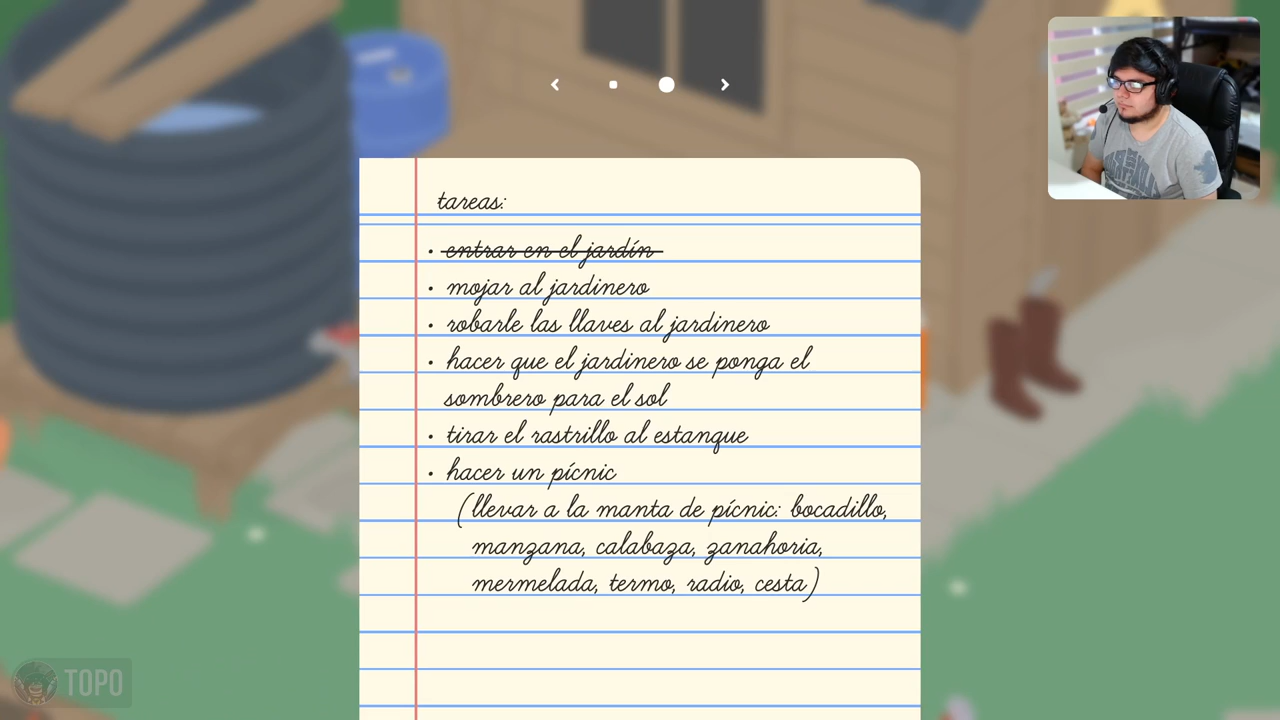 tareas:
• entrar en el jardín
• mojar al jardinero
• robarle las llaves al jardinero
• hacer que el jardinero se ponga el
sombrero para el sol
• tirar el rastrillo al estanque
• hacer un pícnic
(llevar a la manta de pícnic: bocadillo,
manzana, calabaza, zanahoria,
mermelada, termo, radio, cesta)
TOPO